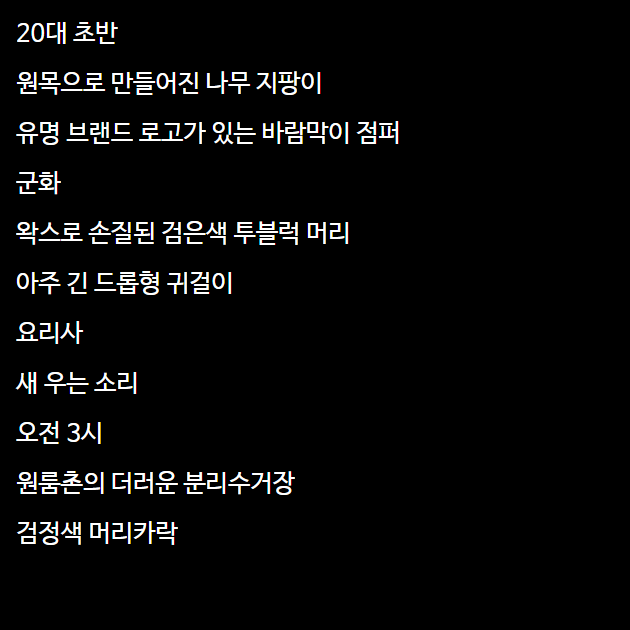 20대 초반
원목으로 만들어진 나무 지팡이
유명 브랜드 로고가 있는 바람막이 점퍼
군화
왁스로 손질된 검은색 투블럭 머리
아주 긴 드롭형 귀걸이
요리사
새 우는 소리
오전 3시
원룸촌의 더러운 분리수거장
검정색 머리카락